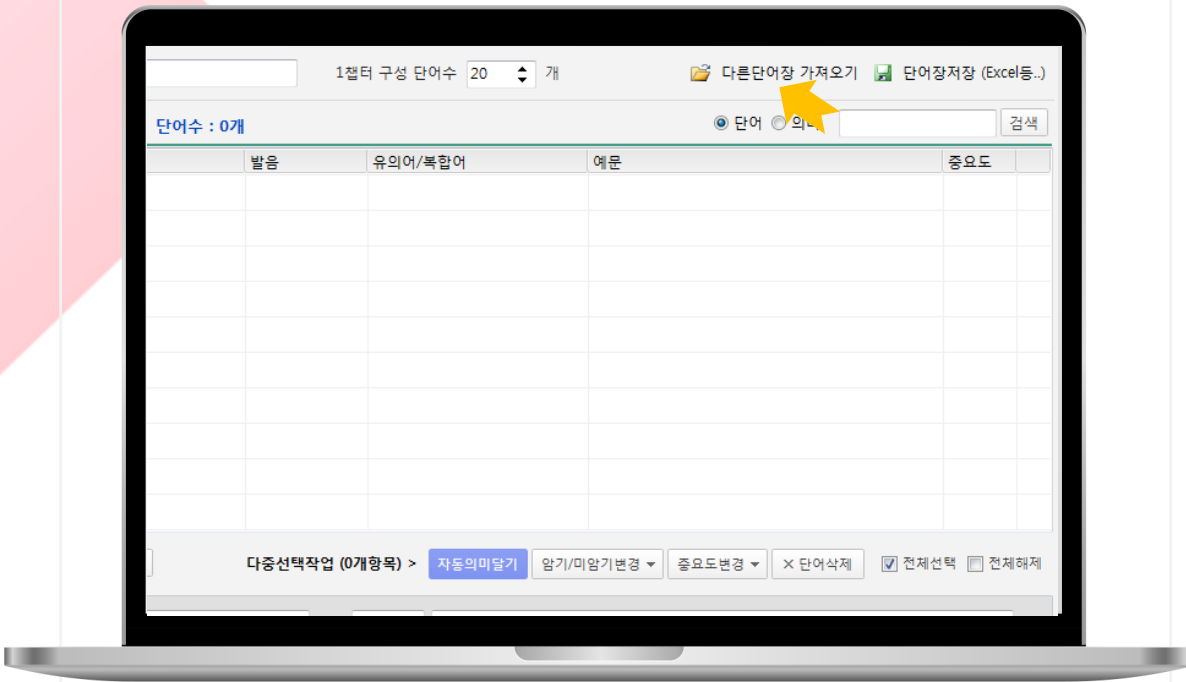 1챕터 구성 단어수 20 개 다른단어장 가져오기 단어장저장 (Excel등..)
단어수 : 0개 단어 검색
발음 유의어/복합어 예문 중요도
다중선택작업 (0개항목) > 자동의미달기 암기/미암기변경 중요도변경 × 단어삭제 전체선택 전체해제